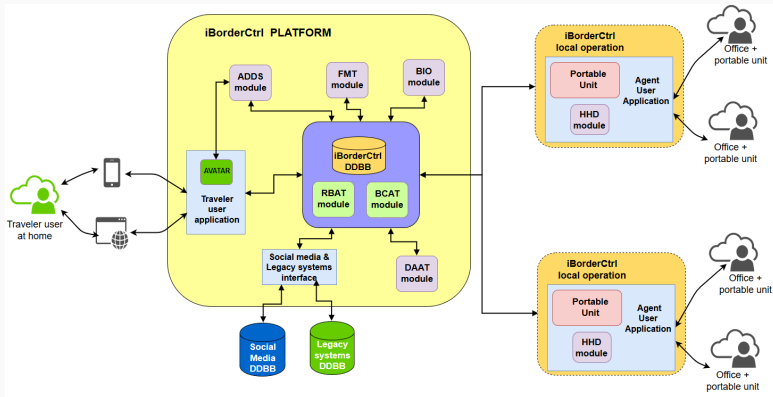 iBorderCtrl PLATFORM
ADDS
module
FMT
module
BIO
module
iBorderCtrl
DDBB
RBAT
module
BCAT
module
AVATAR
Traveler
user
application
Traveler user
at home
Social media &
Legacy systems
interface
DAAT
module
Social
Media
DDBB
Legacy
systems
DDBB
iBorderCtrl
local operation
Portable
Unit
HHD
module
Agent
User
Application
Office +
portable unit
Office +
portable unit
iBorderCtrl
local operation
Portable
Unit
HHD
module
Agent
User
Application
Office +
portable unit
Office +
portable unit